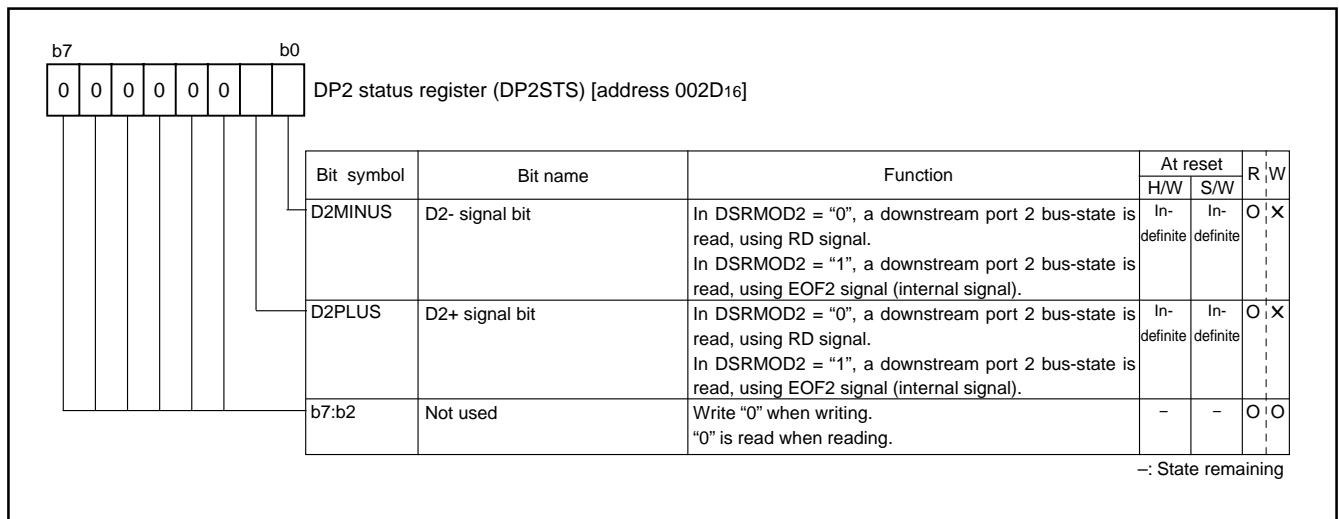 b7 b0
0 0 0 0 0 0
DP2 status register (DP2STS) [address 002D16]
Bit symbol Bit name Function At reset R W
H/W S/W
D2MINUS D2- signal bit In DSRMOD2 = “0”, a downstream port 2 bus-state is In- In- O ✕
read, using RD signal. definite definite
In DSRMOD2 = “1”, a downstream port 2 bus-state is
read, using EOF2 signal (internal signal).
D2PLUS D2+ signal bit In DSRMOD2 = “0”, a downstream port 2 bus-state is In- In- O ✕
read, using RD signal. definite definite
In DSRMOD2 = “1”, a downstream port 2 bus-state is
read, using EOF2 signal (internal signal).
b7:b2 Not used Write “0” when writing. – – O O
“0” is read when reading.
–: State remaining